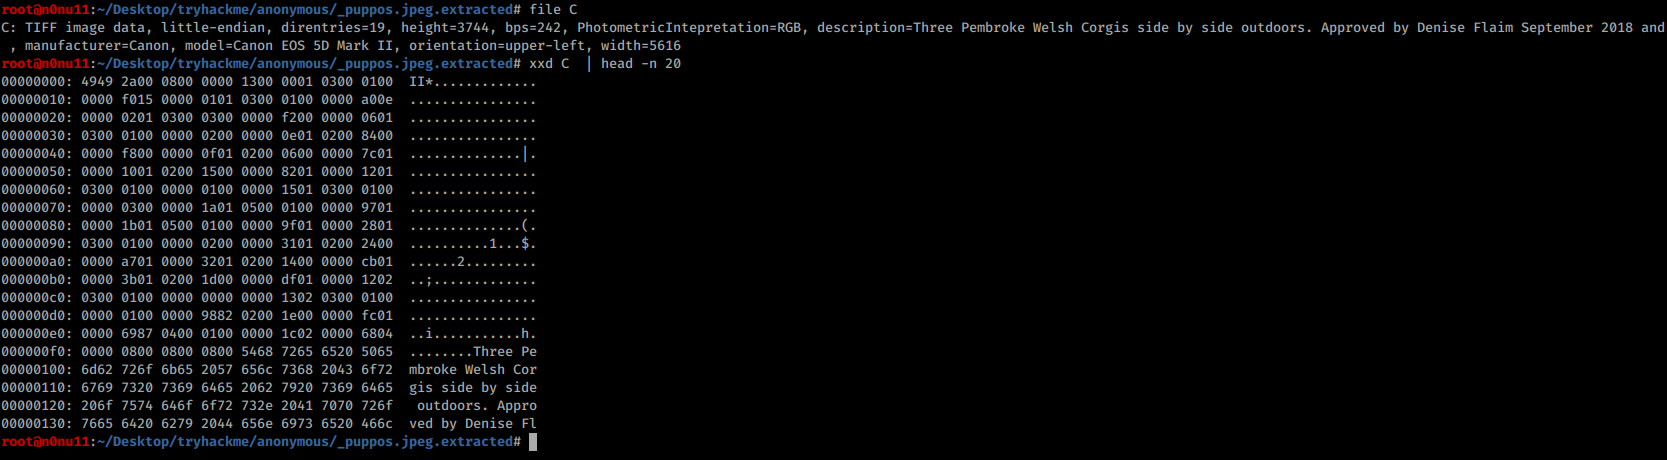 root@n0nu11:~/Desktop/tryhackme/anonymous/_puppos.jpeg.extracted# file C
C: TIFF image data, little-endian, direntries=19, height=3744, bps=242, PhotometricIntepretation=RGB, description=Three Pembroke Welsh Corgis side by side outdoors. Approved by Denise Flaim September 2018 and
 , manufacturer=Canon, model=Canon EOS 5D Mark II, orientation=upper-left, width=5616
root@n0nu11:~/Desktop/tryhackme/anonymous/_puppos.jpeg.extracted# xxd C  | head -n 20
00000000: 4949 2a00 0800 0000 1300 0001 0300 0100  II*.............
00000010: 0000 f015 0000 0101 0300 0100 0000 a00e  ................
00000020: 0000 0201 0300 0300 0000 f200 0000 0601  ................
00000030: 0300 0100 0000 0200 0000 0e01 0200 8400  ................
00000040: 0000 f800 0000 0f01 0200 0600 0000 7c01  ..............|.
00000050: 0000 1001 0200 1500 0000 8201 0000 1201  ................
00000060: 0300 0100 0000 0100 0000 1501 0300 0100  ................
00000070: 0000 0300 0000 1a01 0500 0100 0000 9701  ................
00000080: 0000 1b01 0500 0100 0000 9f01 0000 2801  ..............(.
00000090: 0300 0100 0000 0200 0000 3101 0200 2400  ..........1...$.
000000a0: 0000 a701 0000 3201 0200 1400 0000 cb01  ......2.........
000000b0: 0000 3b01 0200 1d00 0000 df01 0000 1202  ..;.............
000000c0: 0300 0100 0000 0000 0000 1302 0300 0100  ................
000000d0: 0000 0100 0000 9882 0200 1e00 0000 fc01  ................
000000e0: 0000 6987 0400 0100 0000 1c02 0000 6804  ..i...........h.
000000f0: 0000 0800 0800 0800 5468 7265 6520 5065  ........Three Pe
00000100: 6d62 726f 6b65 2057 656c 7368 2043 6f72  mbroke Welsh Cor
00000110: 6769 7320 7369 6465 2062 7920 7369 6465  gis side by side
00000120: 206f 7574 646f 6f72 732e 2041 7070 726f   outdoors. Appro
00000130: 7665 6420 6279 2044 656e 6973 6520 466c  ved by Denise Fl
root@n0nu11:~/Desktop/tryhackme/anonymous/_puppos.jpeg.extracted#